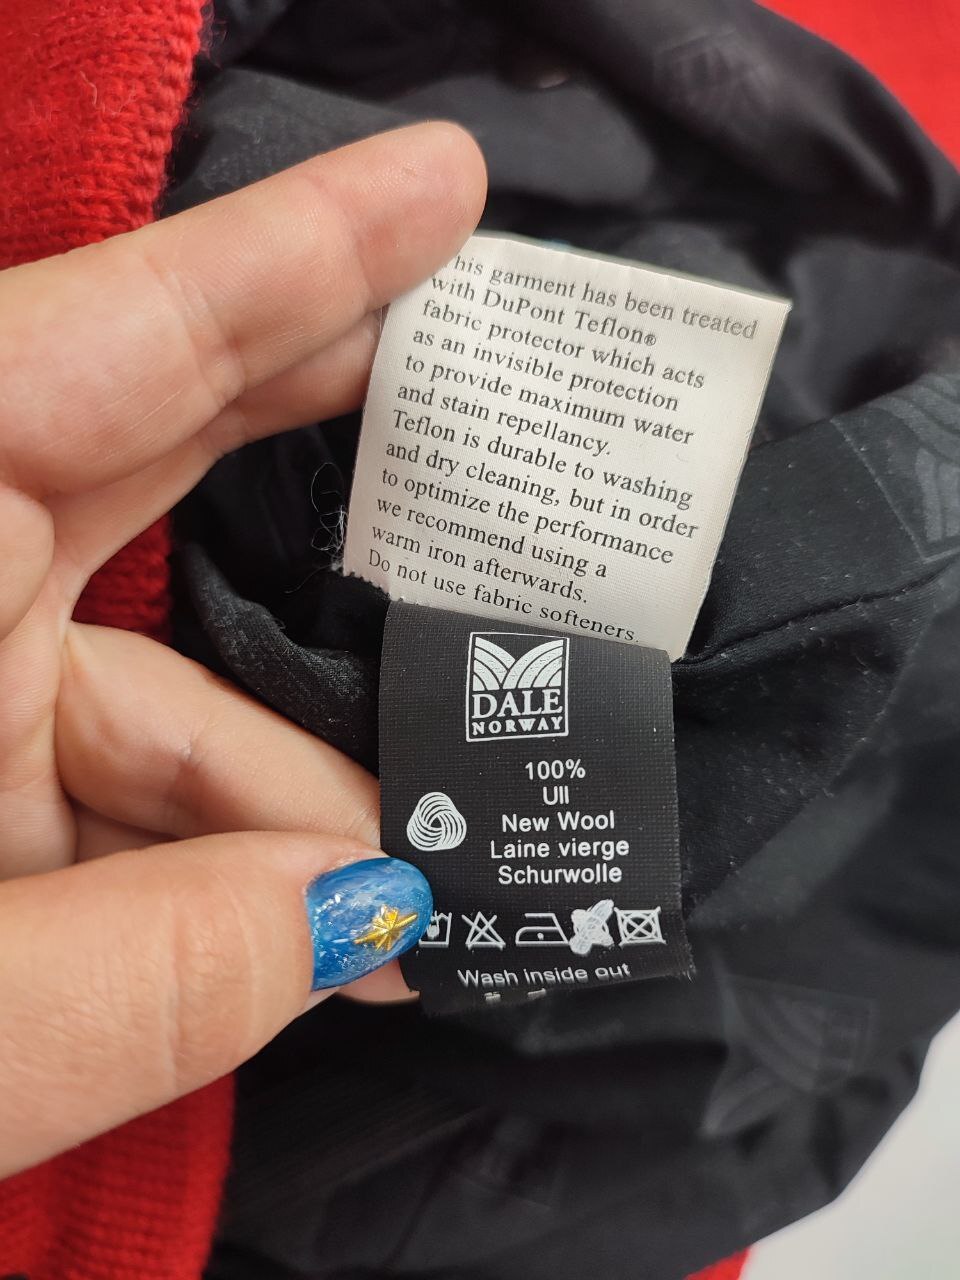 his garment has been treated
with DuPont Teflon®
fabric protector which acts
as an invisible protection
to provide maximum water
and stain repellancy.
Teflon is durable to washing
and dry cleaning, but in order
to optimize the performance
we recommend using a
warm iron afterwards.
Do not use fabric softeners.
DALE
NORWAY
100%
Ull
New Wool
Laine vierge
Schurwolle
Wash inside out